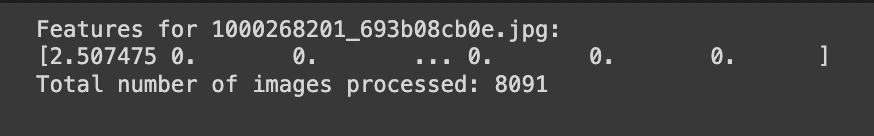 Features for 1000268201_693b08cb0e.jpg:
[2.507475 0.       0.       ... 0.       0.       0.      ]
Total number of images processed: 8091